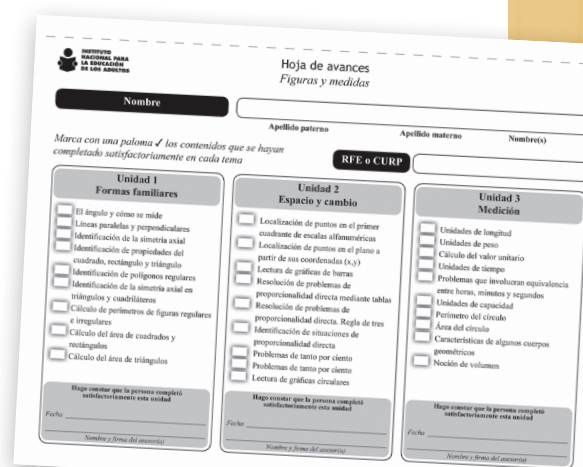 INSTITUTO
NACIONAL PARA
LA EDUCACIÓN
DE LOS ADULTOS
Hoja de avances
Figuras y medidas
Nombre
Apellido paterno
Apellido materno
Nombre(s)
Marca con una paloma ✓ los contenidos que se hayan
completado satisfactoriamente en cada tema
RFE o CURP
Unidad 1
Formas familiares
El ángulo y cómo se mide
Líneas paralelas y perpendiculares
Identificación de la simetría axial
Identificación de propiedades del
cuadrado, rectángulo y triángulo
Identificación de polígonos regulares
Identificación de la simetría axial en
triángulos y cuadriláteros
Cálculo de perímetros de figuras regulares
e irregulares
Cálculo del área de cuadrados y
rectángulos
Cálculo del área de triángulos
Hago constar que la persona completó
satisfactoriamente esta unidad
Fecha
Nombre y firma del asesor(a)
Unidad 2
Espacio y cambio
Localización de puntos en el primer
cuadrante de escalas alfanuméricas
Localización de puntos en el plano a
partir de sus coordenadas (x,y)
Lectura de gráficas de barras
Resolución de problemas de
proporcionalidad directa mediante tablas
Resolución de problemas de
proporcionalidad directa. Regla de tres
Identificación de situaciones de
proporcionalidad directa
Problemas de tanto por ciento
Problemas de tanto por ciento
Lectura de gráficas circulares
Hago constar que la persona completó
satisfactoriamente esta unidad
Fecha
Nombre y firma del asesor(a)
Unidad 3
Medición
Unidades de longitud
Unidades de peso
Cálculo del valor unitario
Unidades de tiempo
Problemas que involucran equivalencia
entre horas, minutos y segundos
Unidades de capacidad
Perímetro del círculo
Área del círculo
Características de algunos cuerpos
geométricos
Noción de volumen
Hago constar que la persona completó
satisfactoriamente esta unidad
Fecha
Nombre y firma del asesor(a)